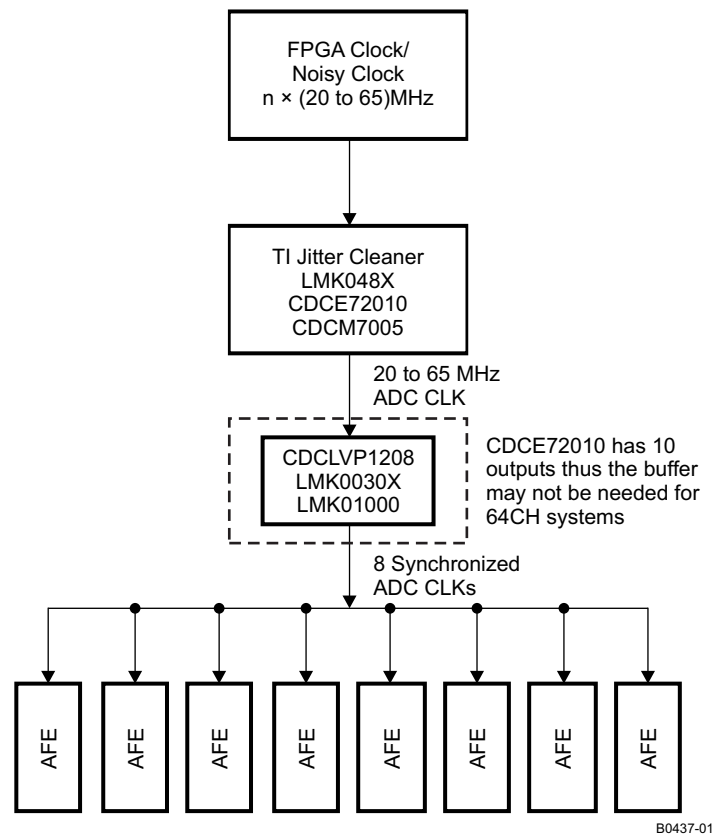 FPGA Clock/
Noisy Clock
n × (20 to 65)MHz
TI Jitter Cleaner
LMK048X
CDCE72010
CDCM7005
20 to 65 MHz
ADC CLK
CDCLVP1208
LMK0030X
LMK01000
CDCE72010 has 10
outputs thus the buffer
may not be needed for
64CH systems
8 Synchronized
ADC CLKs
AFE
AFE
AFE
AFE
AFE
AFE
AFE
AFE
B0437-01